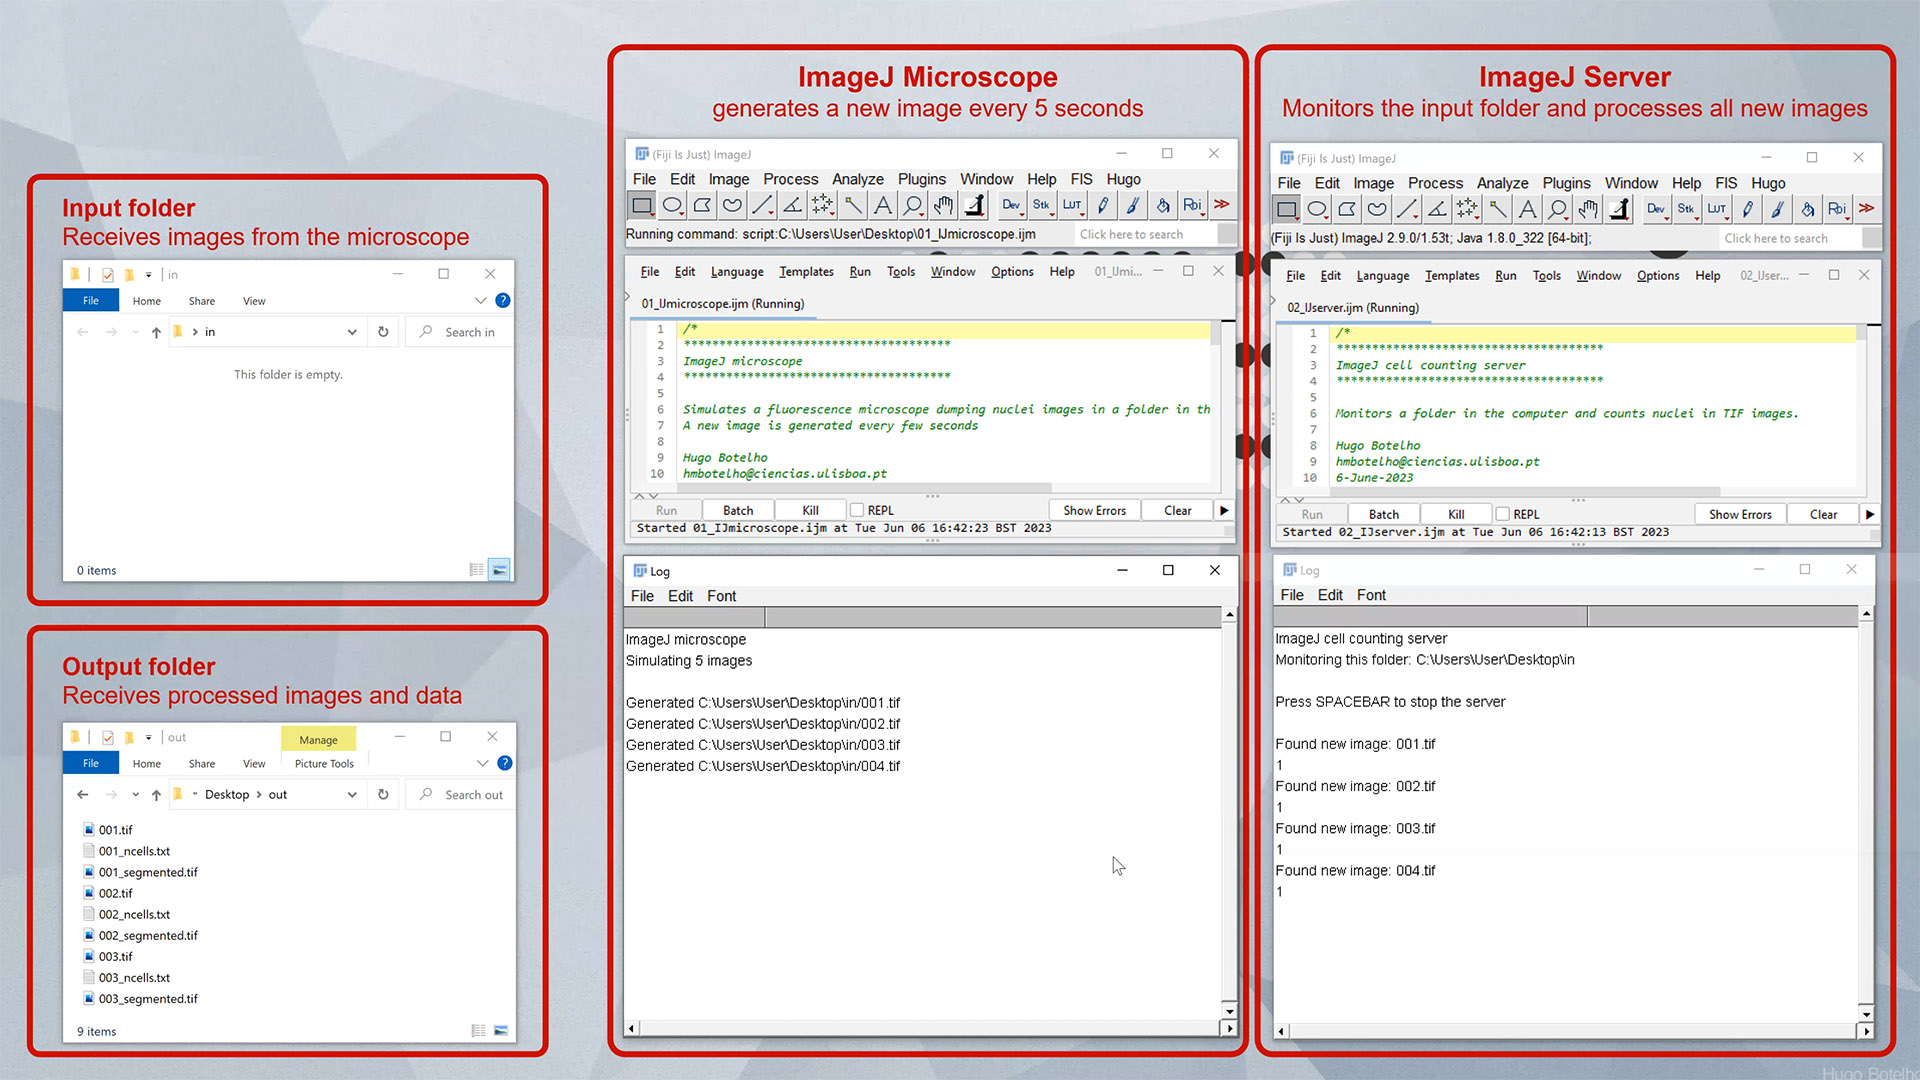 Input folder
Receives images from the microscope
in
File Home Share View
in
Search in
This folder is empty.
0 items
Output folder
Receives processed images and data
out
Manage
File Home Share View Picture Tools
Desktop out
Search out
001.tif
001_ncells.txt
001_segmented.tif
002.tif
002_ncells.txt
002_segmented.tif
003.tif
003_ncells.txt
003_segmented.tif
9 items
ImageJ Microscope
generates a new image every 5 seconds
(Fiji Is Just) ImageJ
File Edit Image Process Analyze Plugins Window Help FIS Hugo
Dev Stk LUT Roi >>
Running command: script:C:\Users\User\Desktop\01_IJmicroscope.ijm
Click here to search
File Edit Language Templates Run Tools Window Options Help 01_IJmi...
01_IJmicroscope.ijm (Running)
1 /*
2 **************************************
3 ImageJ microscope
4 **************************************
5
6 Simulates a fluorescence microscope dumping nuclei images in a folder in th
7 A new image is generated every few seconds
8
9 Hugo Botelho
10 hmbotelho@ciencias.ulisboa.pt
Run Batch Kill REPL Show Errors Clear
Started 01_IJmicroscope.ijm at Tue Jun 06 16:42:23 BST 2023
Log
File Edit Font
ImageJ microscope
Simulating 5 images
Generated C:\Users\User\Desktop\in/001.tif
Generated C:\Users\User\Desktop\in/002.tif
Generated C:\Users\User\Desktop\in/003.tif
Generated C:\Users\User\Desktop\in/004.tif
ImageJ Server
Monitors the input folder and processes all new images
(Fiji Is Just) ImageJ
File Edit Image Process Analyze Plugins Window Help FIS Hugo
Dev Stk LUT Roi >>
(Fiji Is Just) ImageJ 2.9.0/1.53t; Java 1.8.0_322 [64-bit];
Click here to search
File Edit Language Templates Run Tools Window Options Help 02_IJser...
02_IJserver.ijm (Running)
1 /*
2 **************************************
3 ImageJ cell counting server
4 **************************************
5
6 Monitors a folder in the computer and counts nuclei in TIF images.
7
8 Hugo Botelho
9 hmbotelho@ciencias.ulisboa.pt
10 6-June-2023
Run Batch Kill REPL Show Errors Clear
Started 02_IJserver.ijm at Tue Jun 06 16:42:13 BST 2023
Log
File Edit Font
ImageJ cell counting server
Monitoring this folder: C:\Users\User\Desktop\in
Press SPACEBAR to stop the server
Found new image: 001.tif
1
Found new image: 002.tif
1
Found new image: 003.tif
1
Found new image: 004.tif
1
Hugo Botelho